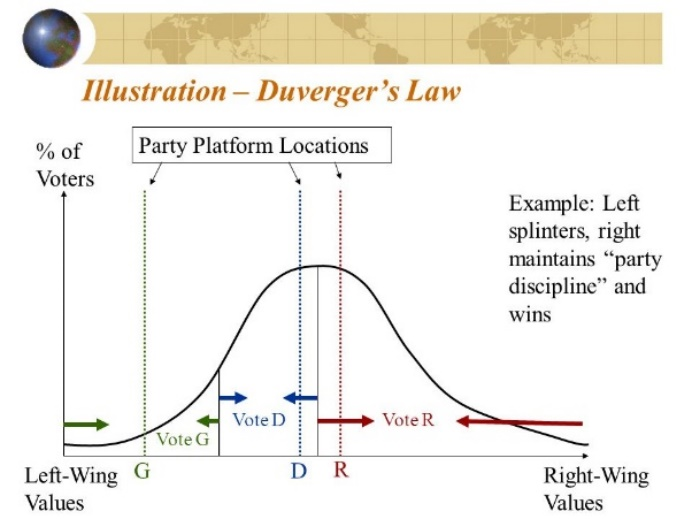 Illustration – Duverger's Law
Party Platform Locations
% of
Voters
Example: Left
splinters, right
maintains “party
discipline” and
wins
Vote G
Vote D
Vote R
Left-Wing
Values
G
D
R
Right-Wing
Values